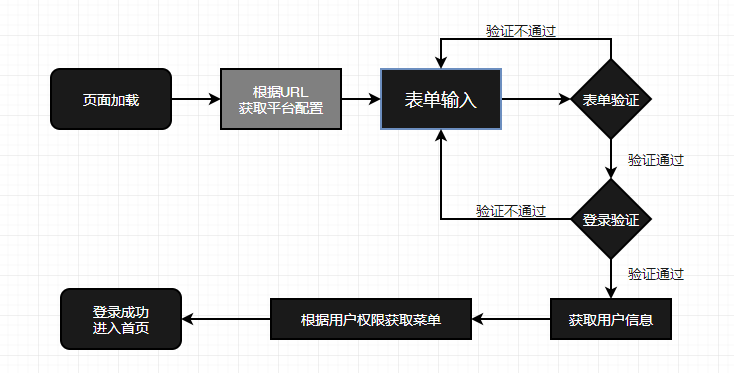 验证不通过
页面加载
根据URL
获取平台配置
表单输入
表单验证
验证通过
验证不通过
登录验证
验证通过
登录成功
进入首页
根据用户权限获取菜单
获取用户信息